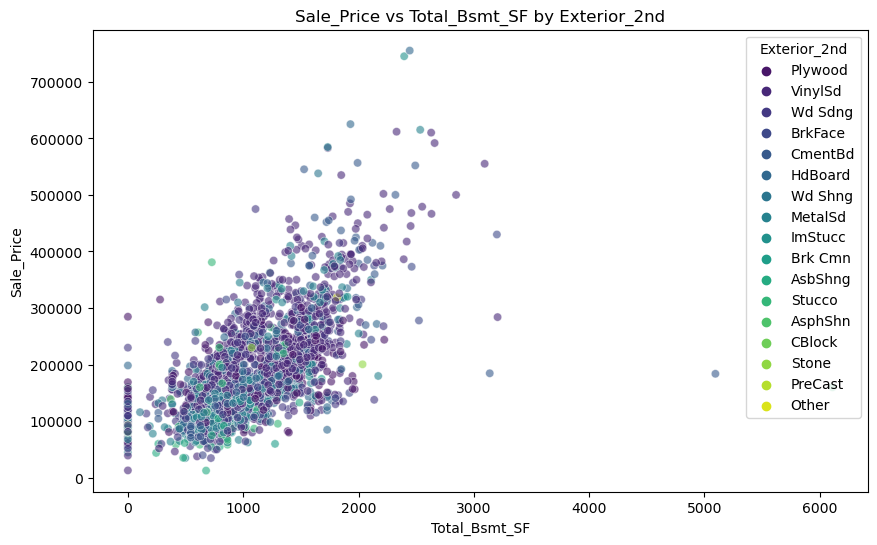 Sale_Price vs Total_Bsmt_SF by Exterior_2nd
Sale_Price
700000
600000
500000
400000
300000
200000
100000
0
0 1000 2000 3000 4000 5000 6000
Total_Bsmt_SF
Exterior_2nd
Plywood
VinylSd
Wd Sdng
BrkFace
CmentBd
HdBoard
Wd Shng
MetalSd
ImStucc
Brk Cmn
AsbShng
Stucco
AsphShn
CBlock
Stone
PreCast
Other